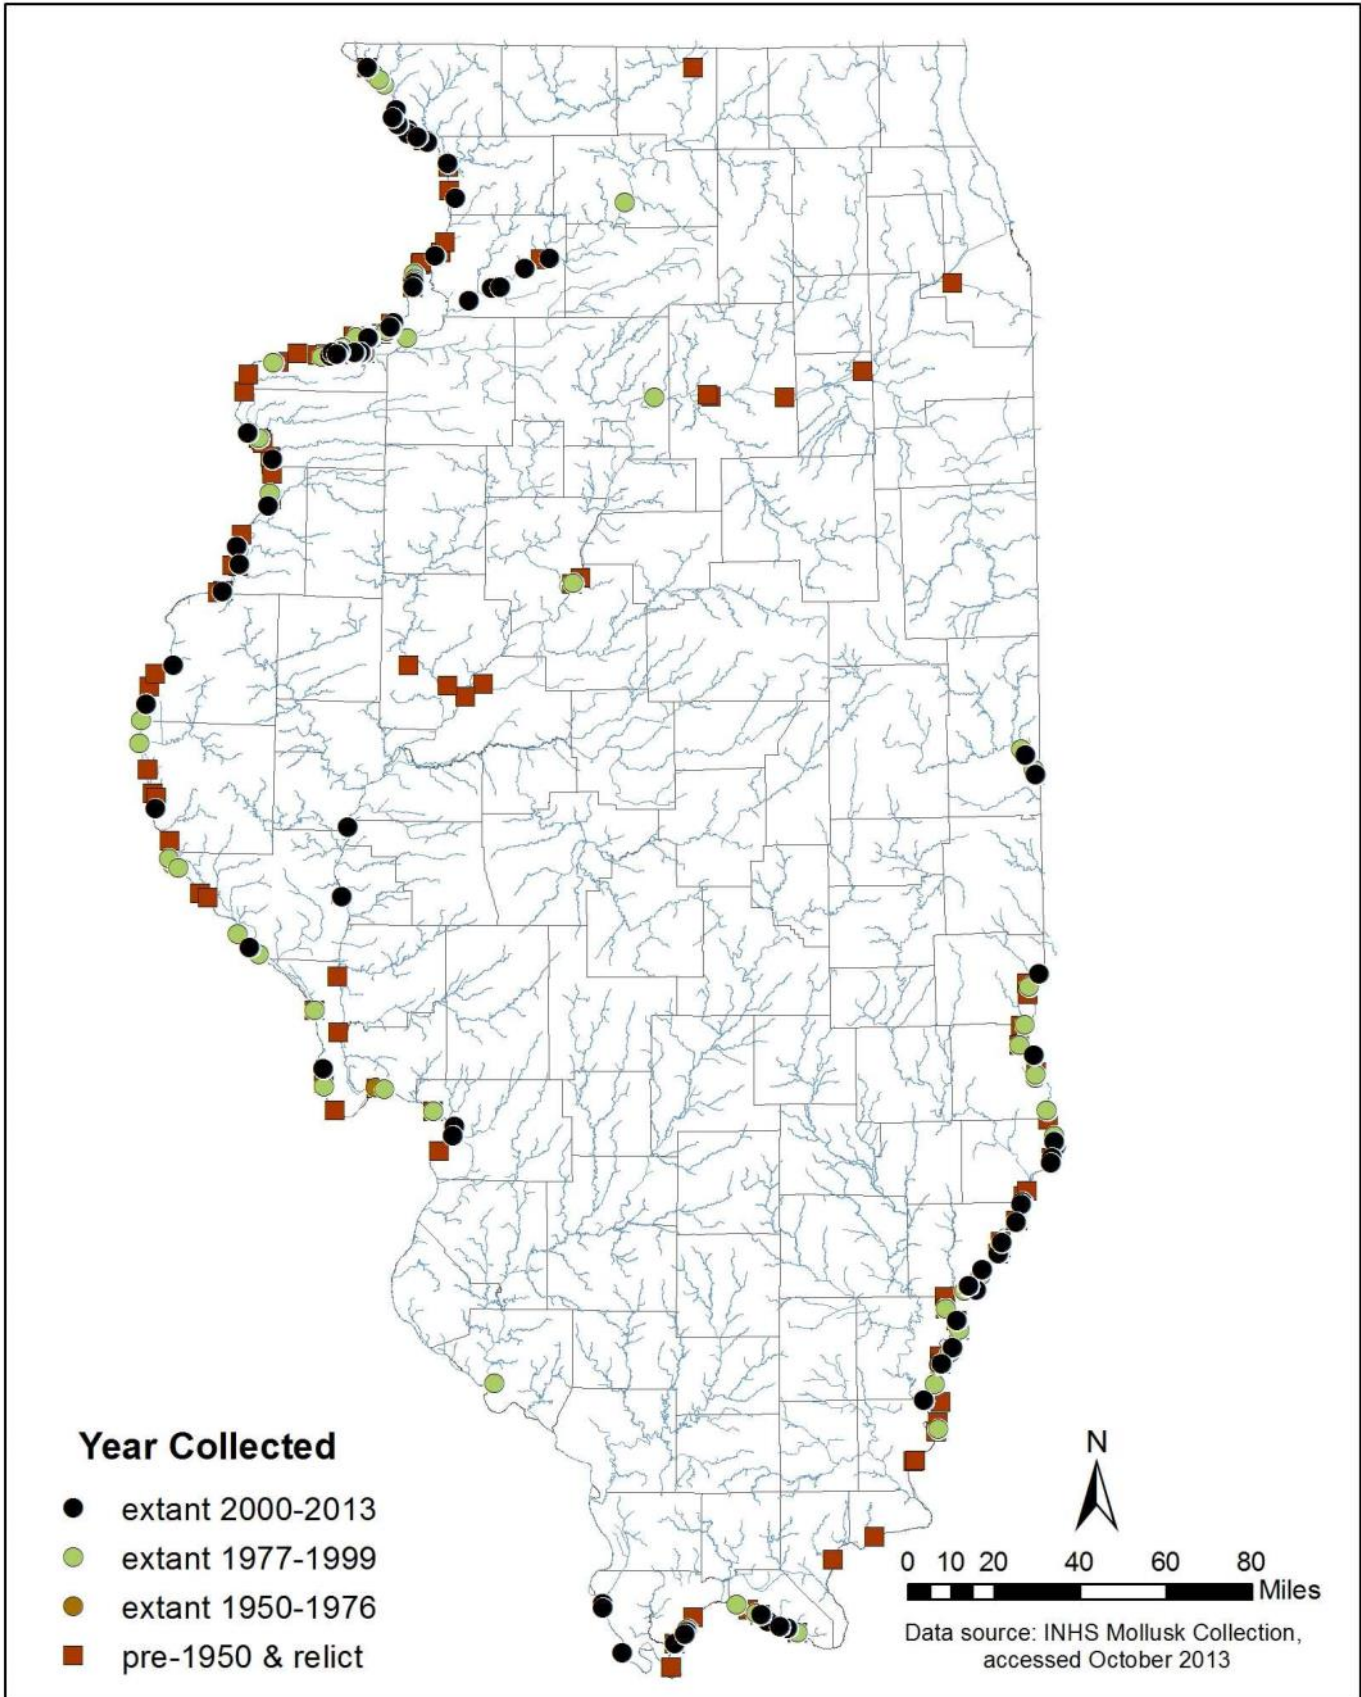 Year Collected
extant 2000-2013
extant 1977-1999
extant 1950-1976
pre-1950 & relict
N
0 10 20 40 60 80
Miles
Data source: INHS Mollusk Collection,
accessed October 2013